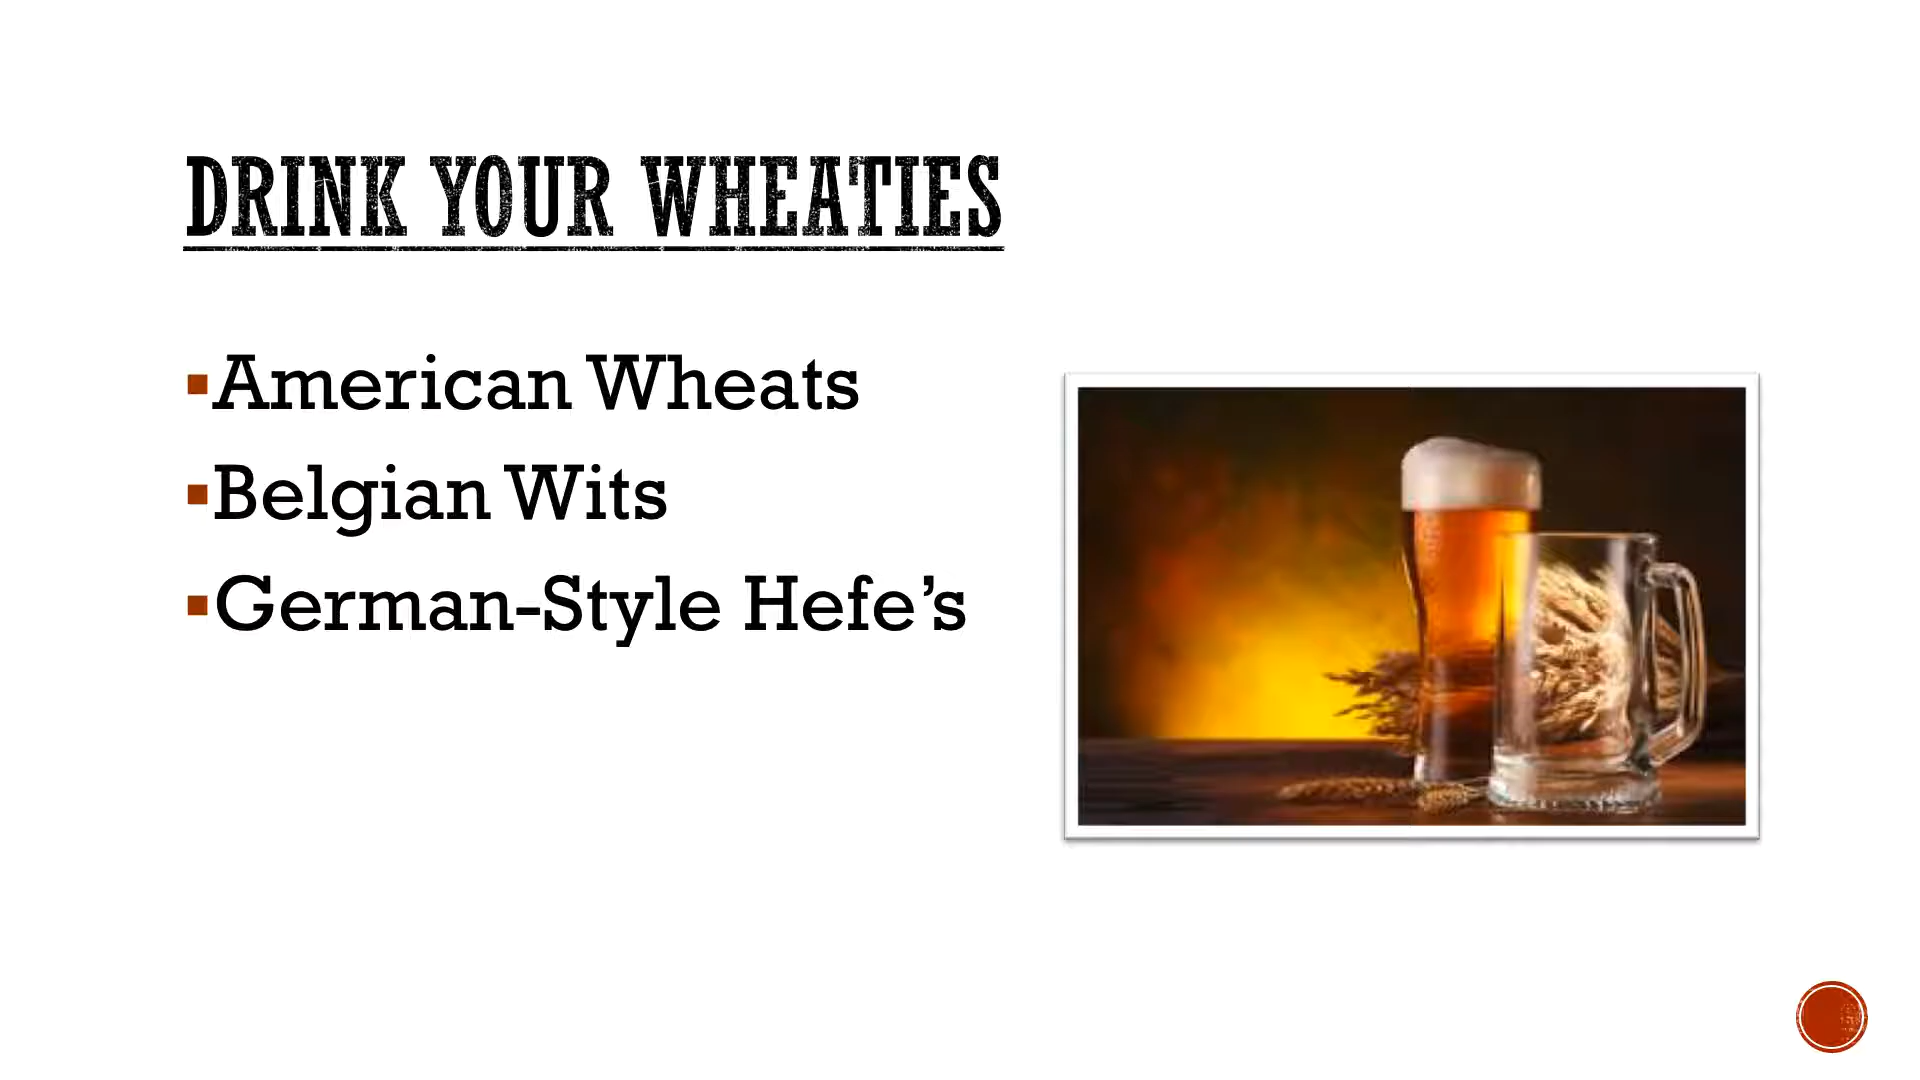 DRINK YOUR WHEATIES
▪American Wheats
▪Belgian Wits
▪German-Style Hefe’s